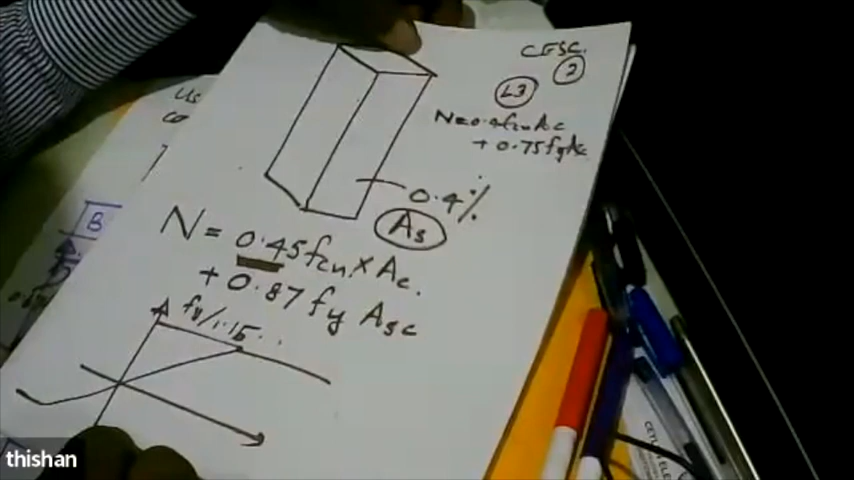 CESC.
2
L3
N=0.4fcuAc
+ 0.75fyAc
0.4%
As
N = 0.45fcu × Ac.
+ 0.87 fy Asc
fy/1.15..
B
thishan